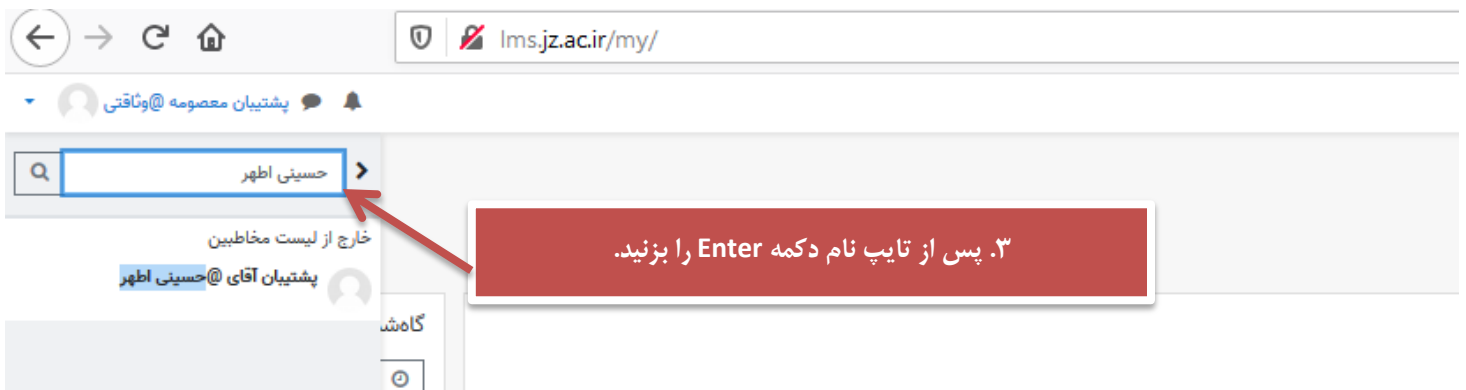 lms.jz.ac.ir/my/
پشتیبان معصومه @وثاقتی
حسینی اطهر
۳. پس از تایپ نام دکمه Enter را بزنید.
خارج از لیست مخاطبین
پشتیبان آقای @حسینی اطهر
گاه‌شد